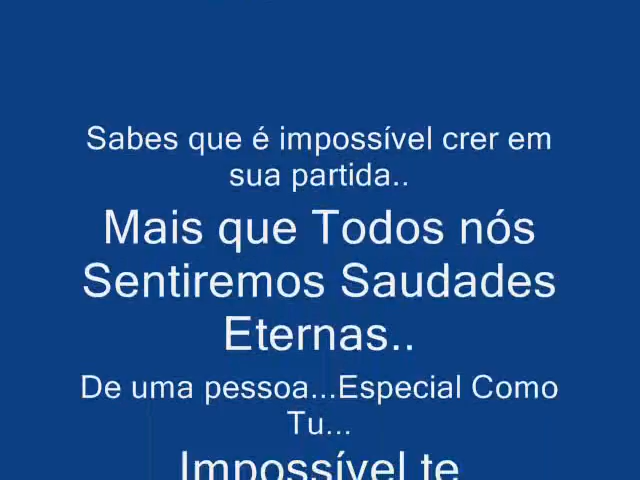 Sabes que é impossível crer em
sua partida..
Mais que Todos nós
Sentiremos Saudades
Eternas..
De uma pessoa...Especial Como
Tu...
Impossível te